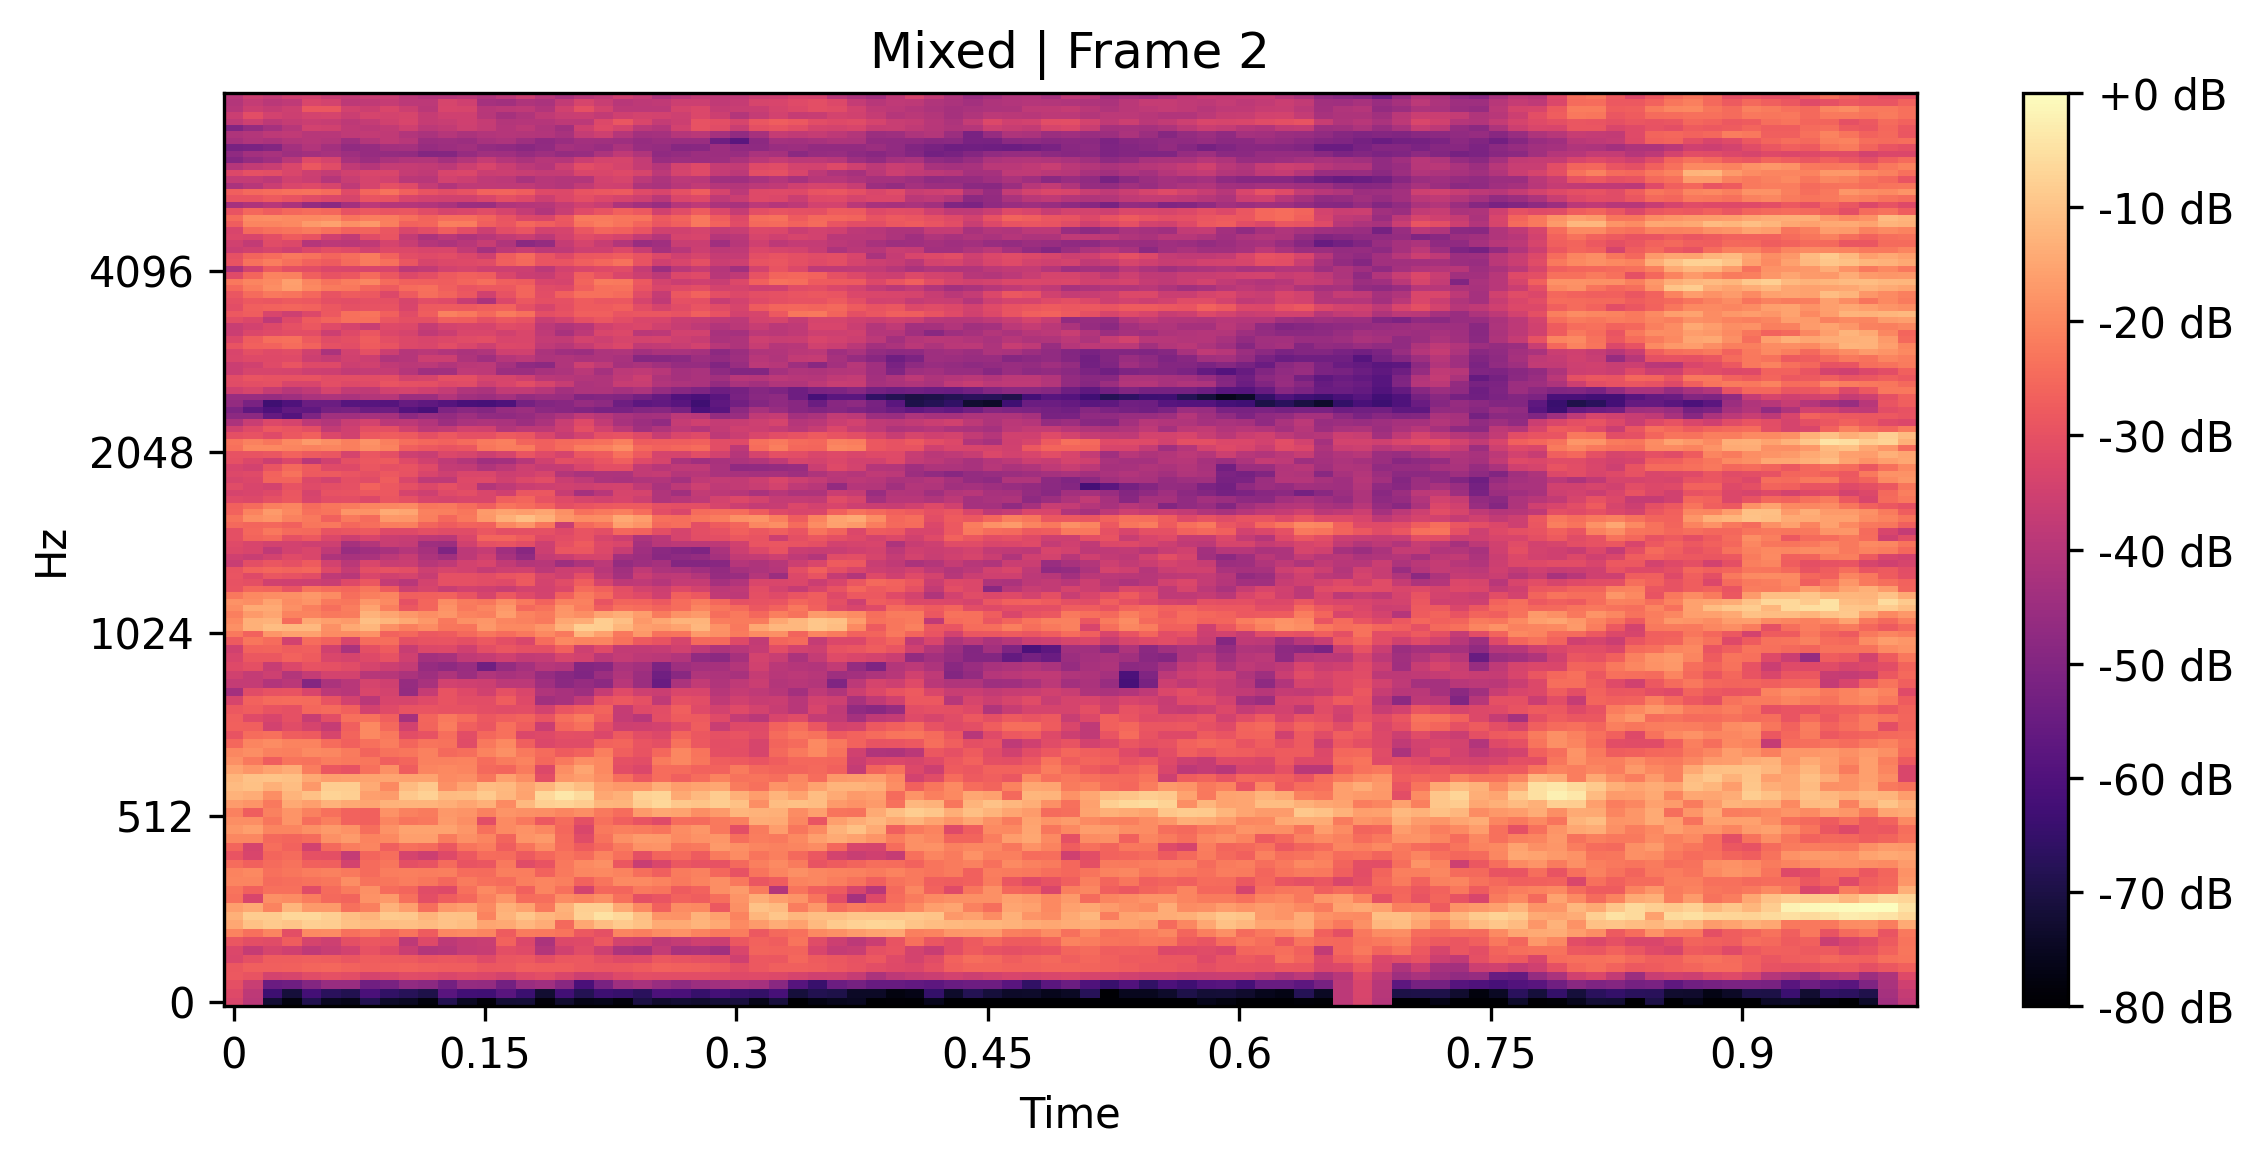 Mixed | Frame 2
Hz
4096
2048
1024
512
0
0 0.15 0.3 0.45 0.6 0.75 0.9
Time
+0 dB
-10 dB
-20 dB
-30 dB
-40 dB
-50 dB
-60 dB
-70 dB
-80 dB